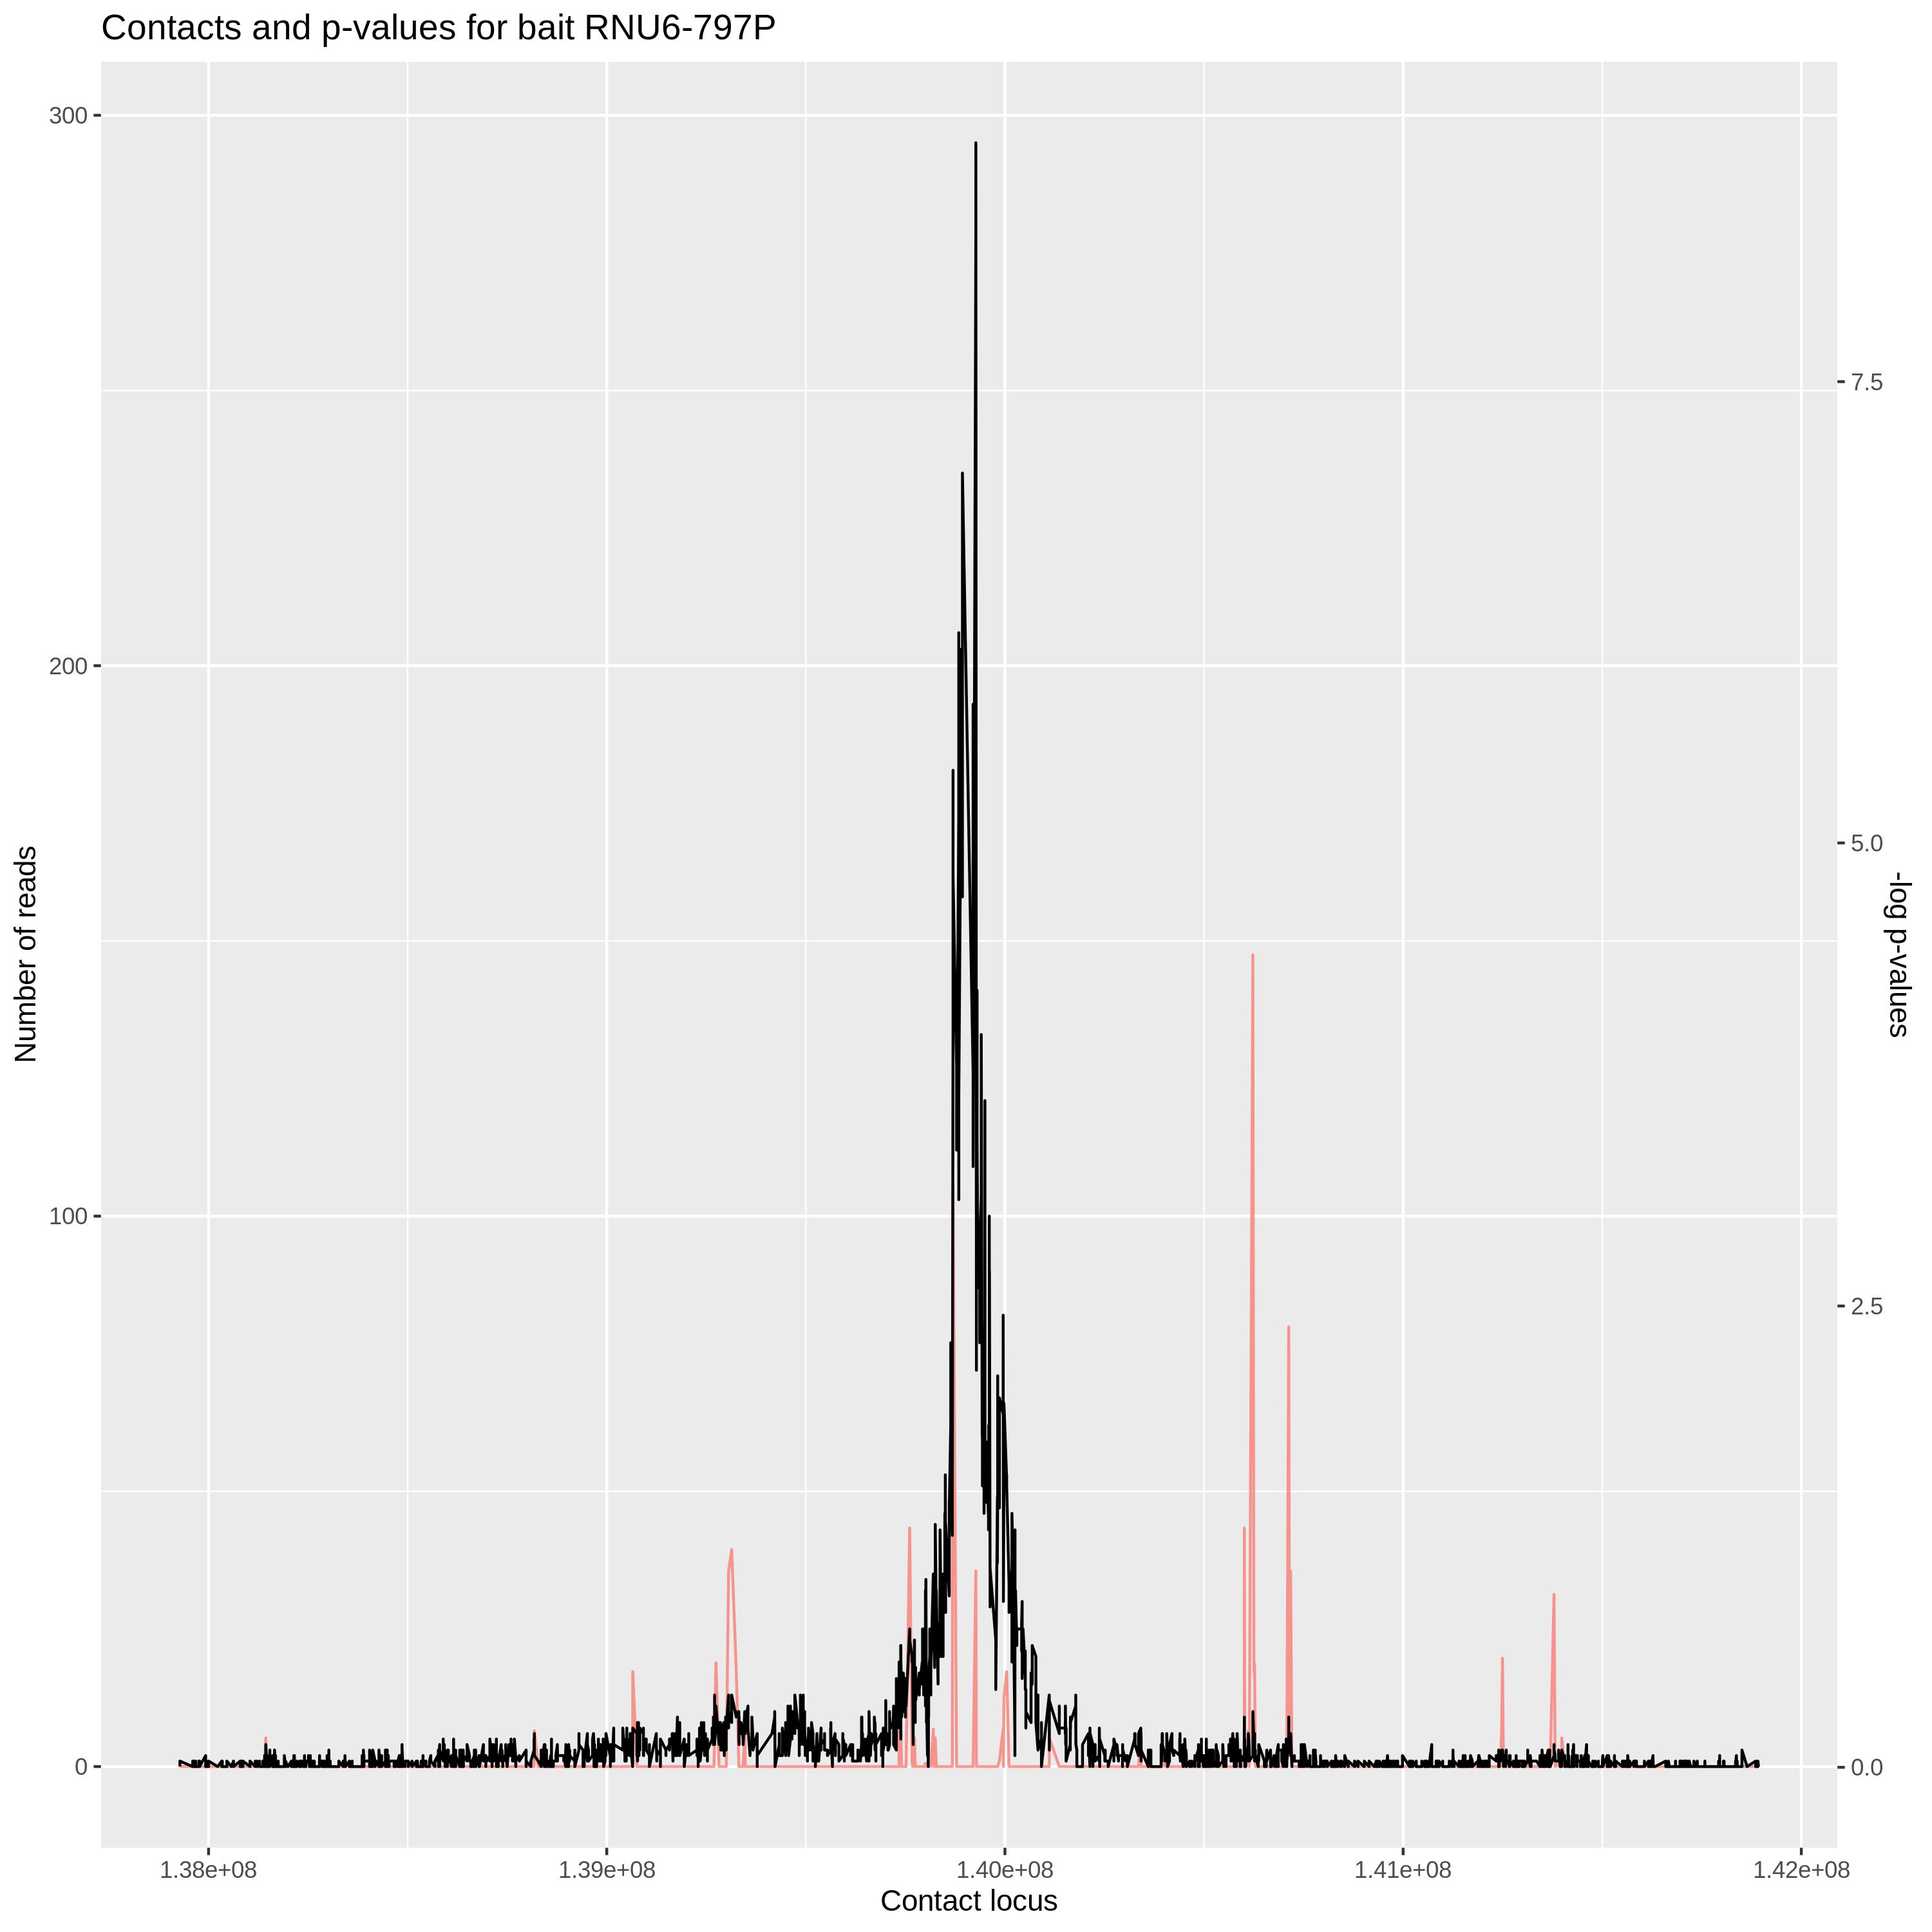 Contacts and p-values for bait RNU6-797P
300
200
100
0
Number of reads
7.5
5.0
2.5
0.0
-log p-values
1.38e+08 1.39e+08 1.40e+08 1.41e+08 1.42e+08
Contact locus